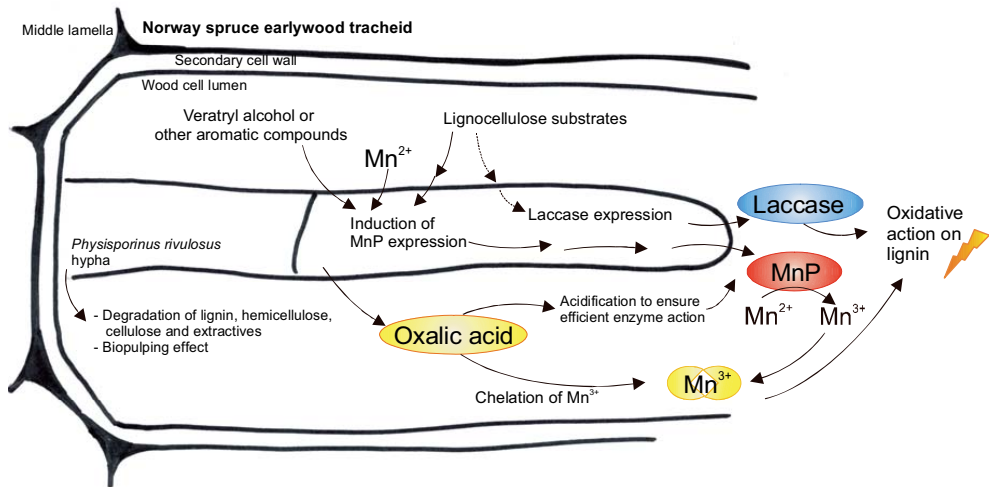 Middle lamella
Norway spruce earlywood tracheid
Secondary cell wall
Wood cell lumen
Veratryl alcohol or
other aromatic compounds
Lignocellulose substrates
Mn²⁺
Induction of
MnP expression
Laccase expression
Laccase
Oxidative
action on
lignin
MnP
Mn²⁺
Mn³⁺
Physisporinus rivulosus
hypha
- Degradation of lignin, hemicellulose,
cellulose and extractives
- Biopulping effect
Oxalic acid
Acidification to ensure
efficient enzyme action
Chelation of Mn³⁺
Mn³⁺